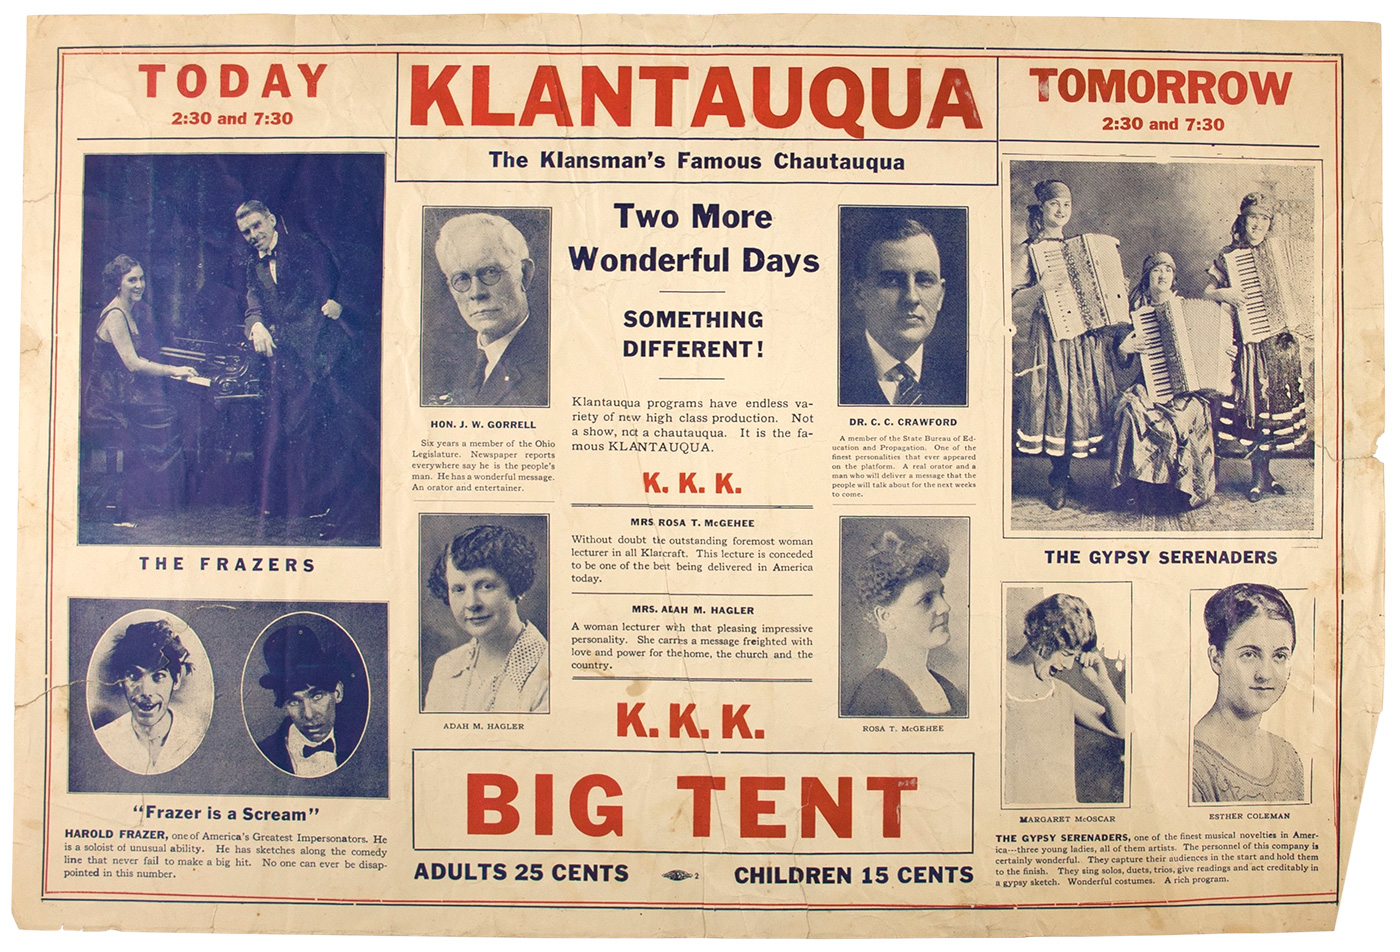 TODAY
2:30 and 7:30
THE FRAZERS
"Frazer is a Scream"
HAROLD FRAZER, one of America's Greatest Impersonators. He
is a soloist of unusual ability. He has sketches along the comedy
line that never fail to make a big hit. No one can ever be disap-
pointed in this number.
KLANTAUQUA
The Klansman's Famous Chautauqua
HON. J. W. GORRELL
Six years a member of the Ohio
Legislature. Newspaper reports
everywhere say he is the people's
man. He has a wonderful message.
An orator and entertainer.
ADAH M. HAGLER
Two More
Wonderful Days
SOMETHING
DIFFERENT!
Klantauqua programs have endless va-
riety of new high class production. Not
a show, not a chautauqua. It is the fa-
mous KLANTAUQUA.
K. K. K.
MRS ROSA T. McGEHEE
Without doubt the outstanding foremost woman
lecturer in all Klancraft. This lecture is conceded
to be one of the best being delivered in America
today.
MRS. ADAH M. HAGLER
A woman lecturer with that pleasing impressive
personality. She carries a message freighted with
love and power for the home, the church and the
country.
K. K. K.
DR. C. C. CRAWFORD
A member of the State Bureau of Ed-
ucation and Propagation. One of the
finest personalities that ever appeared
on the platform. A real orator and a
man who will deliver a message that the
people will talk about for the next weeks
to come.
ROSA T. McGEHEE
BIG TENT
ADULTS 25 CENTS
2
CHILDREN 15 CENTS
TOMORROW
2:30 and 7:30
THE GYPSY SERENADERS
MARGARET McOSCAR
ESTHER COLEMAN
THE GYPSY SERENADERS, one of the finest musical novelties in Amer-
ica---three young ladies, all of them artists. The personnel of this company is
certainly wonderful. They capture their audiences in the start and hold them
to the finish. They sing solos, duets, trios, give readings and act creditably in
a gypsy sketch. Wonderful costumes. A rich program.